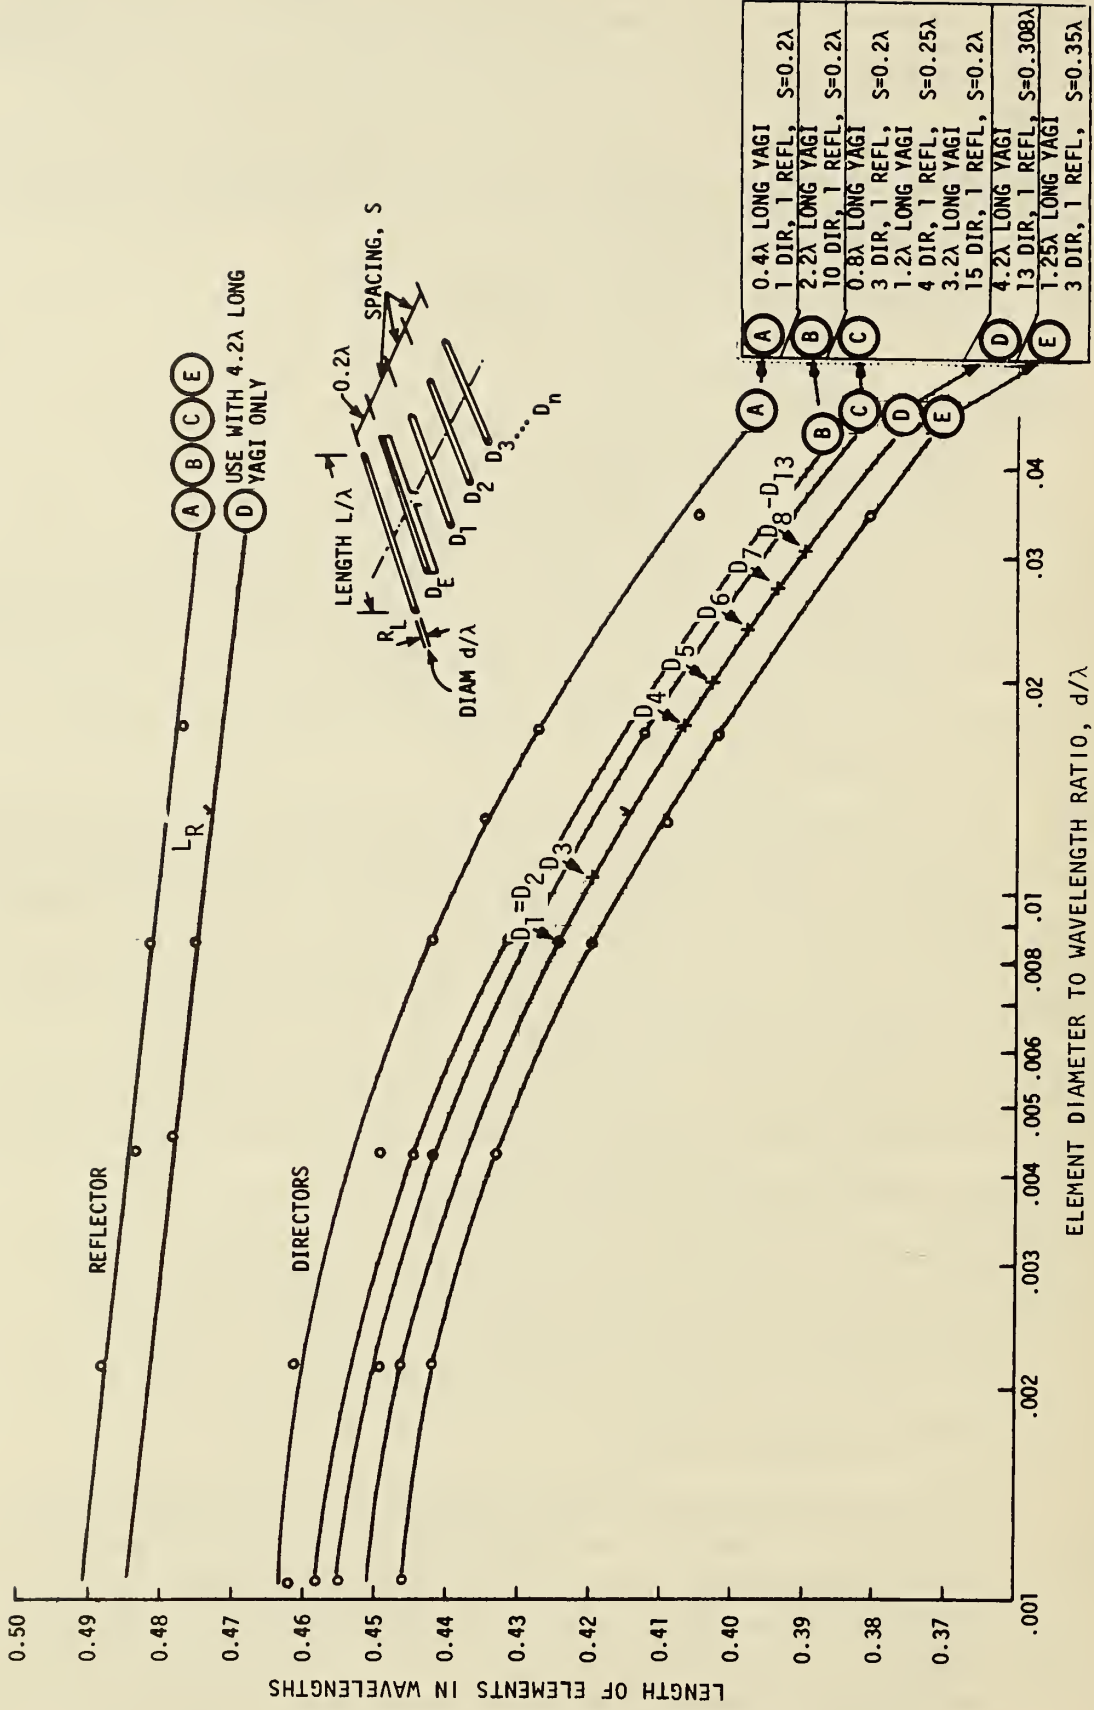 LENGTH OF ELEMENTS IN WAVELENGTHS
0.50
0.49
0.48
0.47
0.46
0.45
0.44
0.43
0.42
0.41
0.40
0.39
0.38
0.37
REFLECTOR
L_R
A B C E
D USE WITH 4.2λ LONG
YAGI ONLY
DIRECTORS
LENGTH L/λ
0.2λ
SPACING, S
R_L
D_E
D_1
D_2
D_3....D_n
DIAM d/λ
D_1=D_2
D_3
D_4
D_5
D_6
D_7
D_8-D_13
A
B
C
D
E
A 0.4λ LONG YAGI
1 DIR, 1 REFL, S=0.2λ
B 2.2λ LONG YAGI
10 DIR, 1 REFL, S=0.2λ
C 0.8λ LONG YAGI
3 DIR, 1 REFL, S=0.2λ
1.2λ LONG YAGI
4 DIR, 1 REFL, S=0.25λ
3.2λ LONG YAGI
15 DIR, 1 REFL, S=0.2λ
D 4.2λ LONG YAGI
13 DIR, 1 REFL, S=0.308λ
E 1.25λ LONG YAGI
3 DIR, 1 REFL, S=0.35λ
.001
.002
.003
.004
.005
.006
.008
.01
.02
.03
.04
ELEMENT DIAMETER TO WAVELENGTH RATIO, d/λ